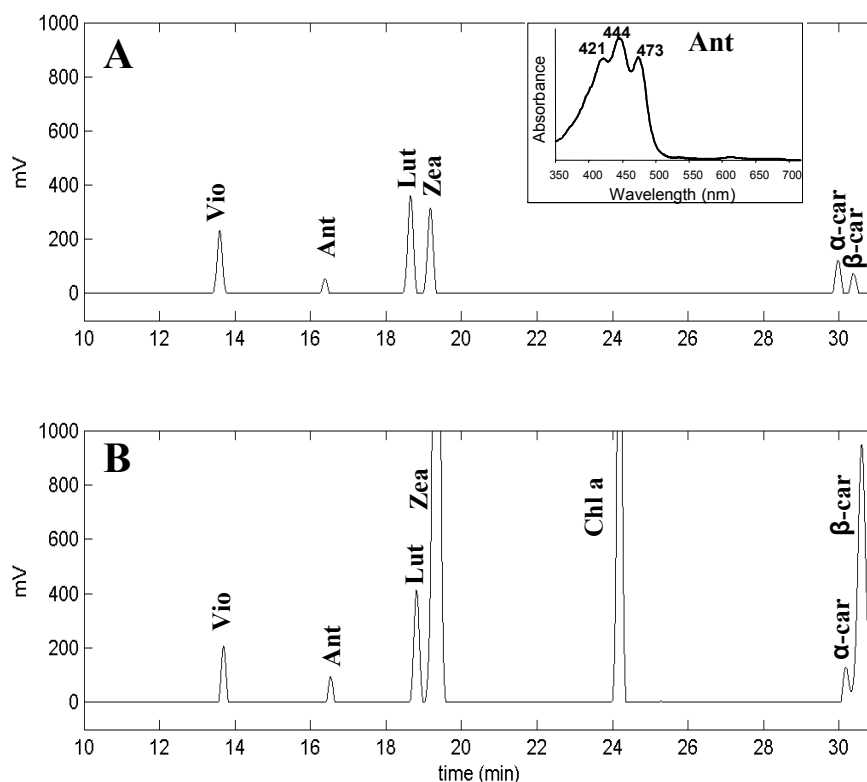 A
1000
800
600
400
200
0
mV
Vio
Ant
Lut
Zea
α-car
β-car
10 12 14 16 18 20 22 24 26 28 30
Ant
421 444 473
Absorbance
350 400 450 500 550 600 650 700
Wavelength (nm)
B
1000
800
600
400
200
0
mV
Vio
Ant
Lut
Zea
Chl a
α-car
β-car
10 12 14 16 18 20 22 24 26 28 30
time (min)